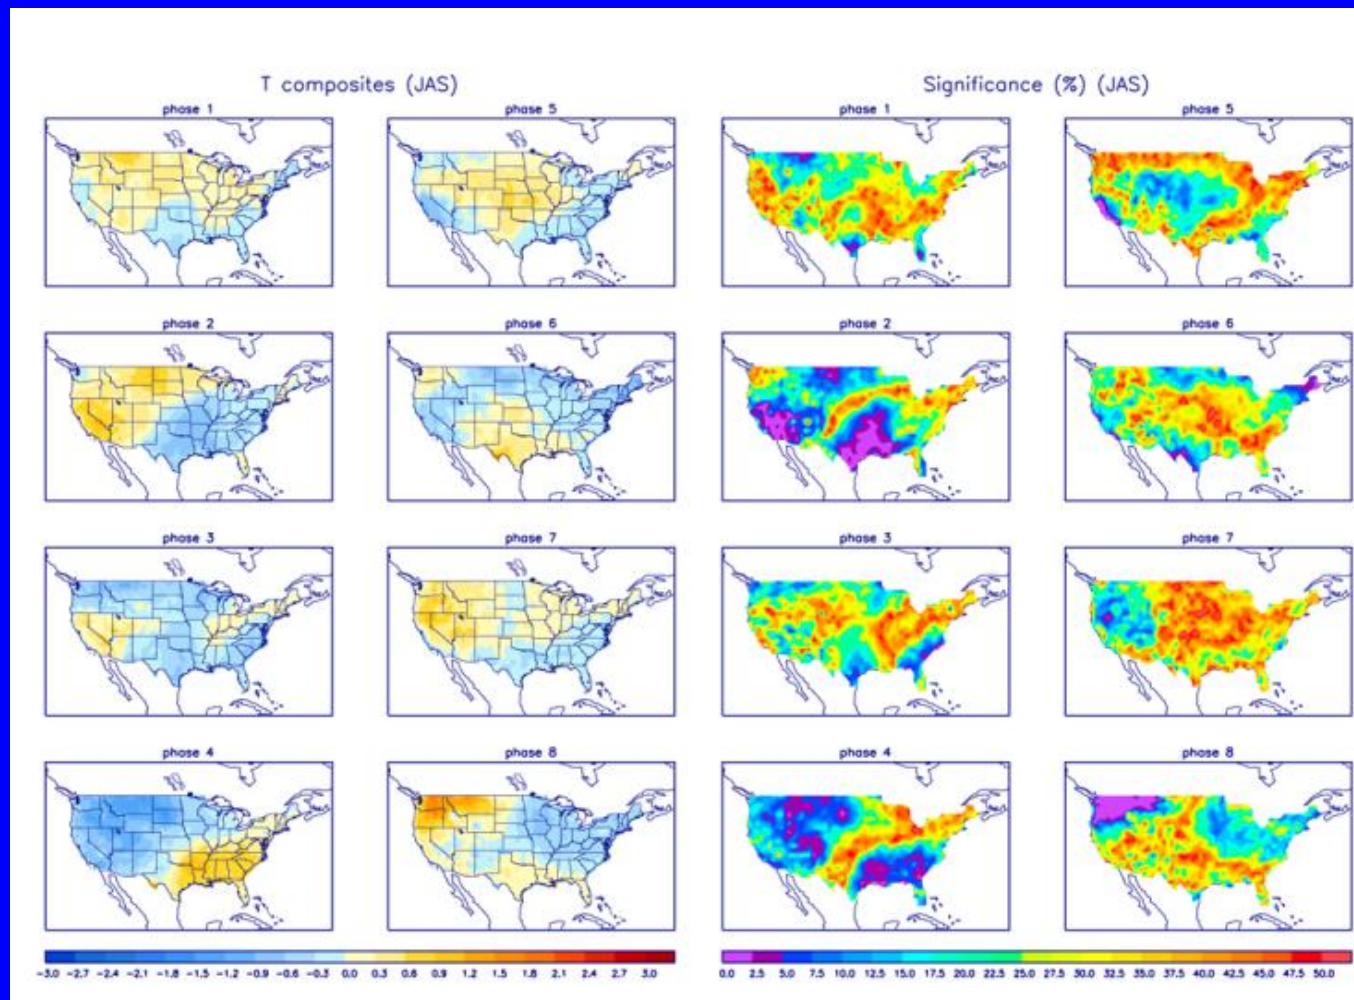 T composites (JAS)
Significance (%) (JAS)
phase 1
phase 5
phase 1
phase 5
phase 2
phase 6
phase 2
phase 6
phase 3
phase 7
phase 3
phase 7
phase 4
phase 8
phase 4
phase 8
-3.0 -2.7 -2.4 -2.1 -1.8 -1.5 -1.2 -0.9 -0.6 -0.3 0.0 0.3 0.6 0.9 1.2 1.5 1.8 2.1 2.4 2.7 3.0
0.0 2.5 5.0 7.5 10.0 12.5 15.0 17.5 20.0 22.5 25.0 27.5 30.0 32.5 35.0 37.5 40.0 42.5 45.0 47.5 50.0